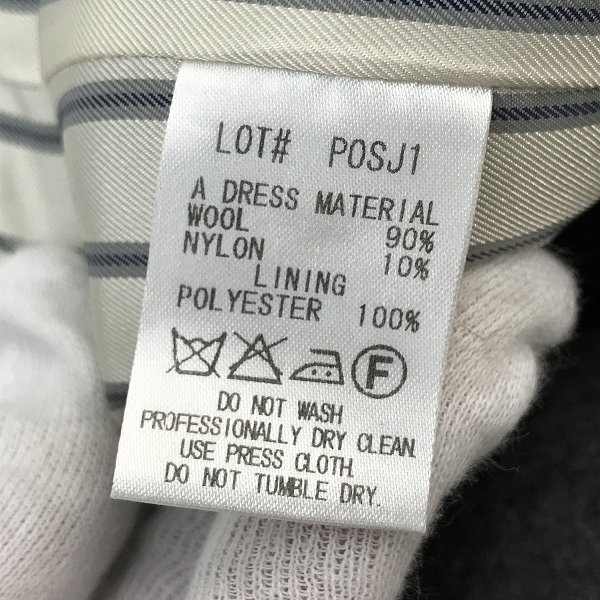 LOT# POSJ1
A DRESS MATERIAL
WOOL 90%
NYLON 10%
LINING
POLYESTER 100%
F
DO NOT WASH
PROFESSIONALLY DRY CLEAN.
USE PRESS CLOTH.
DO NOT TUMBLE DRY.